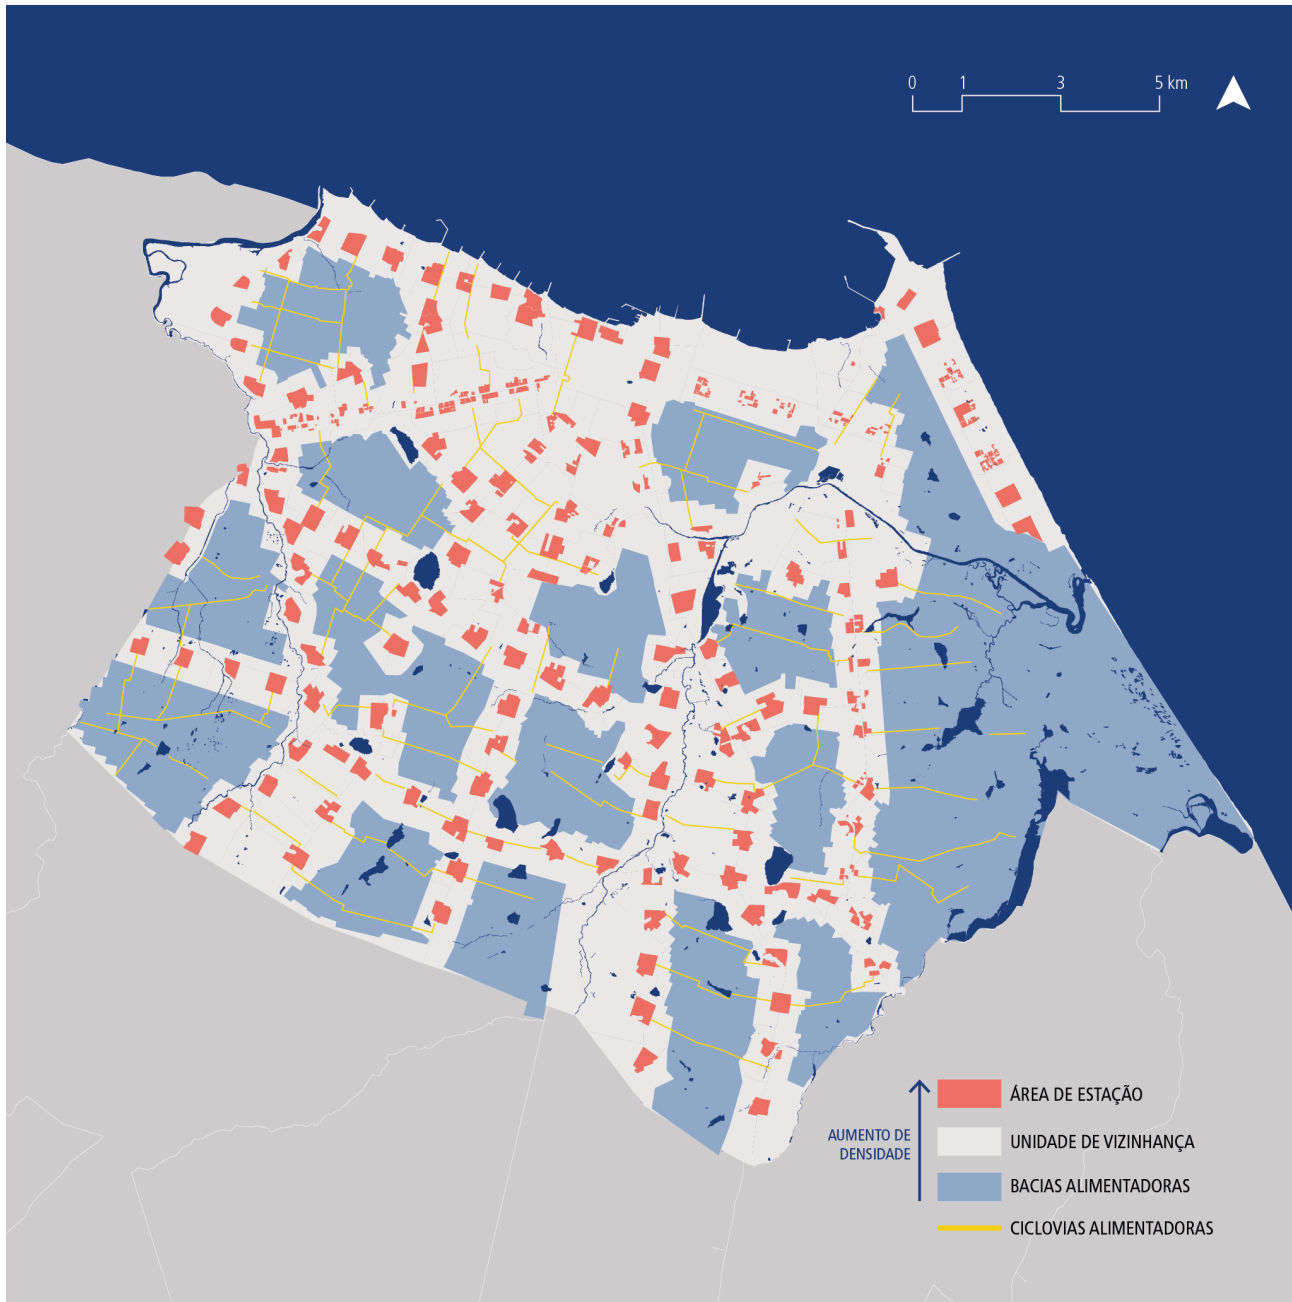 0 1 3 5 km
ÁREA DE ESTAÇÃO
UNIDADE DE VIZINHANÇA
BACIAS ALIMENTADORAS
CICLOVIAS ALIMENTADORAS
AUMENTO DE
DENSIDADE